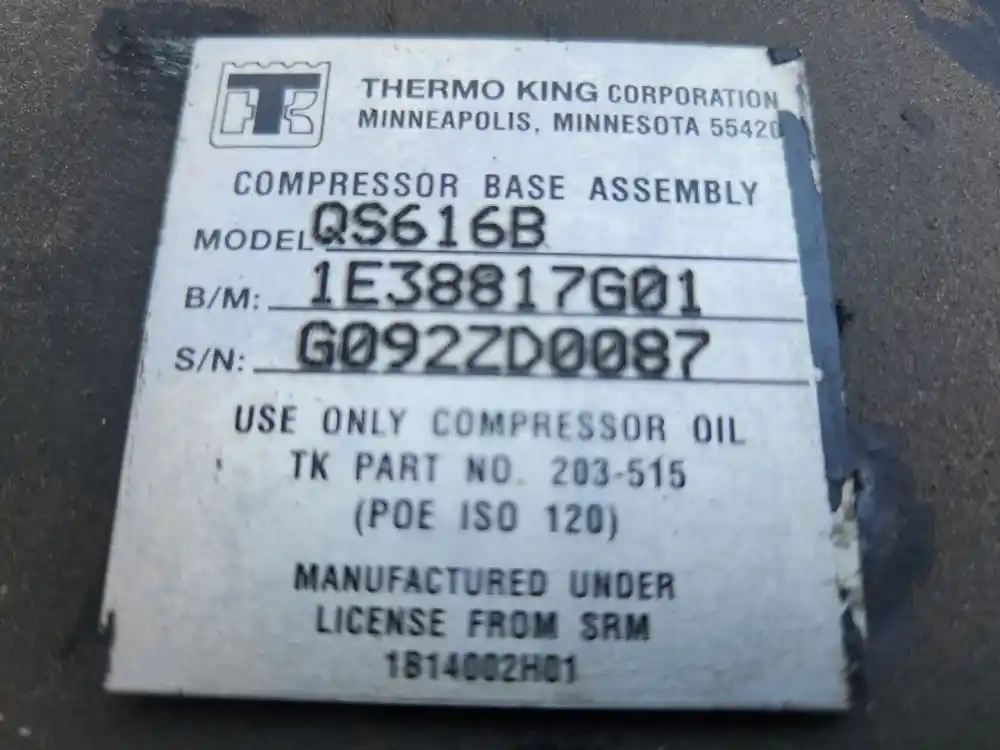 TK
THERMO KING CORPORATION
MINNEAPOLIS, MINNESOTA 55420
COMPRESSOR BASE ASSEMBLY
MODEL QS616B
B/M: 1E38817G01
S/N: G092ZD0087
USE ONLY COMPRESSOR OIL
TK PART NO. 203-515
(POE ISO 120)
MANUFACTURED UNDER
LICENSE FROM SRM
1B14002H01